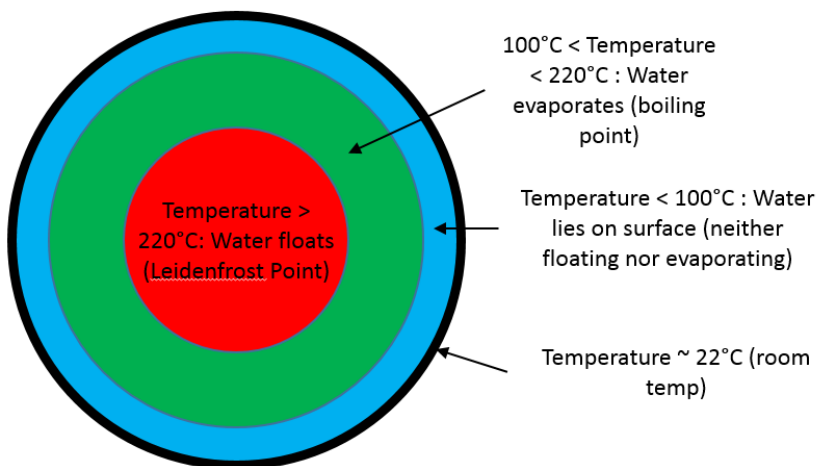 100°C < Temperature
< 220°C : Water
evaporates (boiling
point)
Temperature >
220°C: Water floats
(Leidenfrost Point)
Temperature < 100°C : Water
lies on surface (neither
floating nor evaporating)
Temperature ~ 22°C (room
temp)